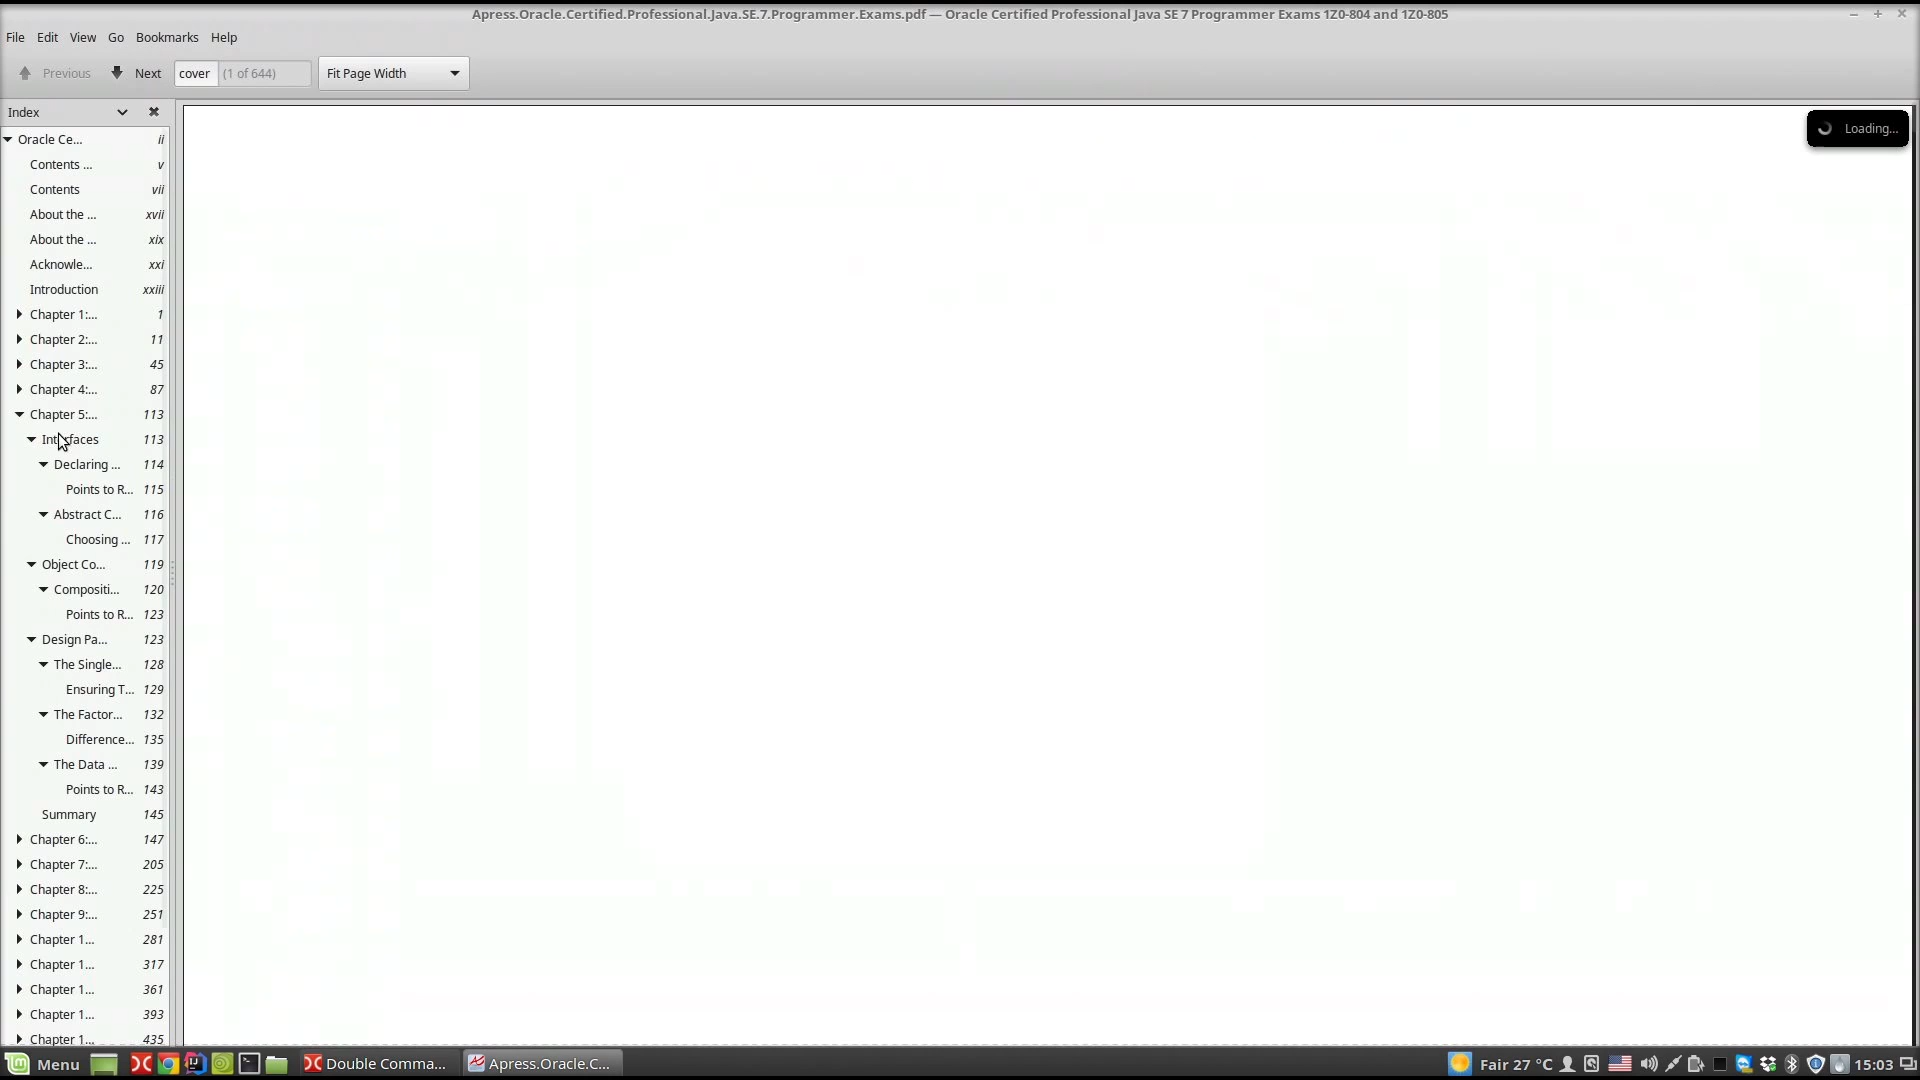 Apress.Oracle.Certified.Professional.Java.SE.7.Programmer.Exams.pdf — Oracle Certified Professional Java SE 7 Programmer Exams 1Z0-804 and 1Z0-805
File Edit View Go Bookmarks Help
Previous Next cover (1 of 644) Fit Page Width
Index
Loading...
Oracle Ce... ii
Contents ... v
Contents vii
About the ... xvii
About the ... xix
Acknowle... xxi
Introduction xxiii
Chapter 1:... 1
Chapter 2:... 11
Chapter 3:... 45
Chapter 4:... 87
Chapter 5:... 113
Interfaces 113
Declaring ... 114
Points to R... 115
Abstract C... 116
Choosing ... 117
Object Co... 119
Compositi... 120
Points to R... 123
Design Pa... 123
The Single... 128
Ensuring T... 129
The Factor... 132
Difference... 135
The Data ... 139
Points to R... 143
Summary 145
Chapter 6:... 147
Chapter 7:... 205
Chapter 8:... 225
Chapter 9:... 251
Chapter 1... 281
Chapter 1... 317
Chapter 1... 361
Chapter 1... 393
Chapter 1... 435
Menu Double Comma... Apress.Oracle.C... Fair 27 °C 15:03